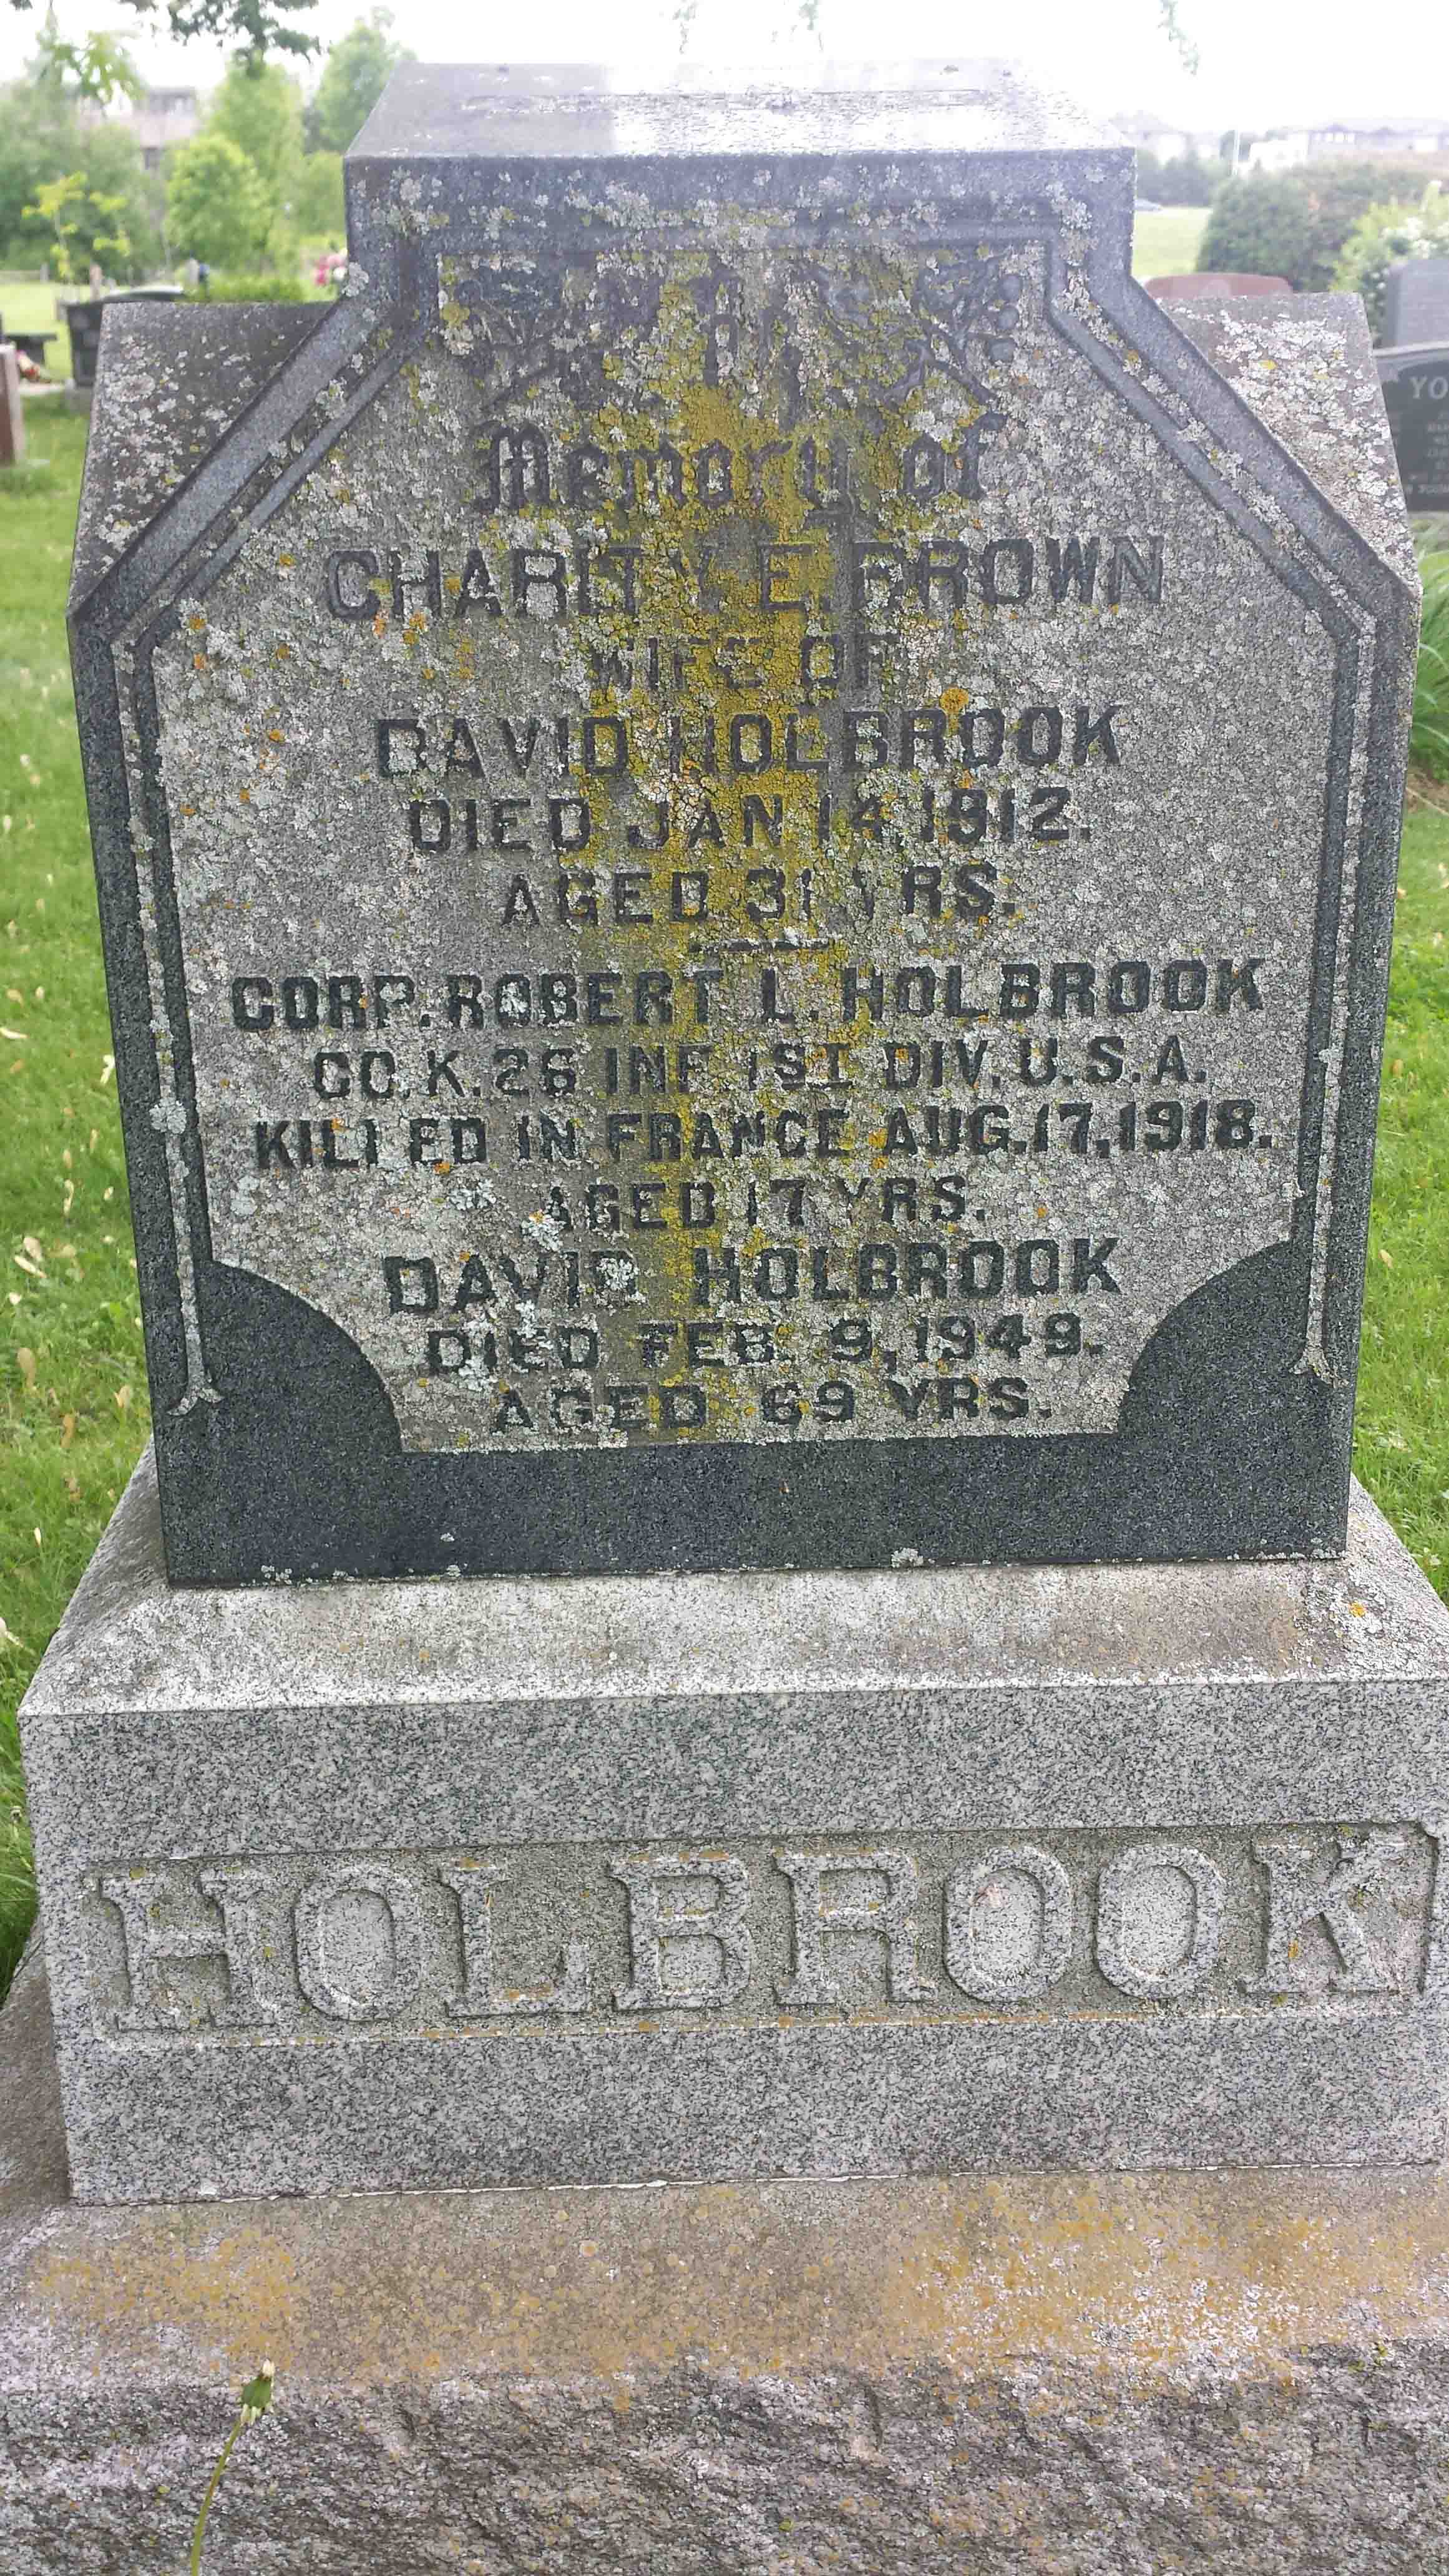 In
Memory of
CHARITY E. BROWN
WIFE OF
DAVID HOLBROOK
DIED JAN 14, 1912.
AGED 31 YRS.
CORP. ROBERT L. HOLBROOK
CO. K. 26 INF. 1ST DIV. U.S.A.
KILLED IN FRANCE AUG. 17, 1918.
AGED 17 YRS.
DAVID HOLBROOK
DIED FEB. 9, 1949.
AGED 69 YRS.
HOLBROOK
YO